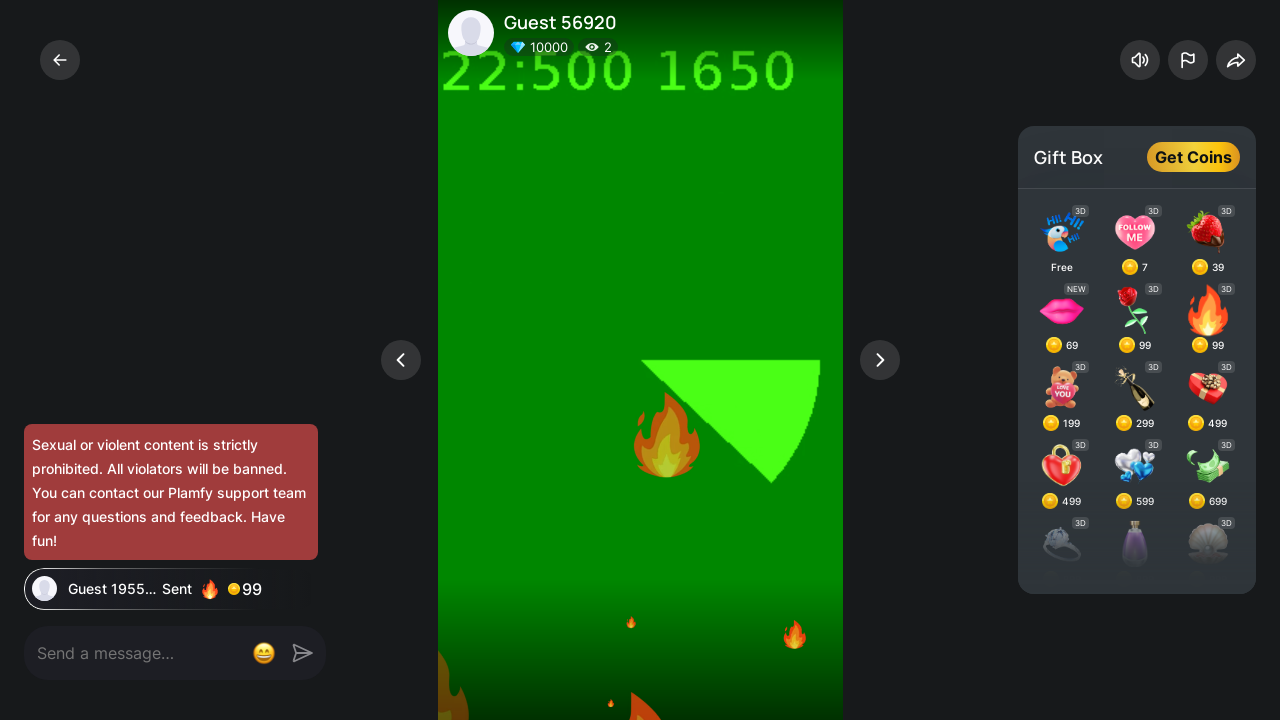 Guest 56920
10000
2
22:500 1650
Gift Box
Get Coins
3D
3D
3D
Hi! Hi! Hi!
FOLLOW
ME
Free
7
39
NEW
3D
3D
69
99
99
3D
3D
3D
LOVE
YOU
199
299
499
3D
3D
3D
499
599
699
3D
3D
Sexual or violent content is strictly
prohibited. All violators will be banned.
You can contact our Plamfy support team
for any questions and feedback. Have
fun!
Guest 1955... Sent 99
Send a message...